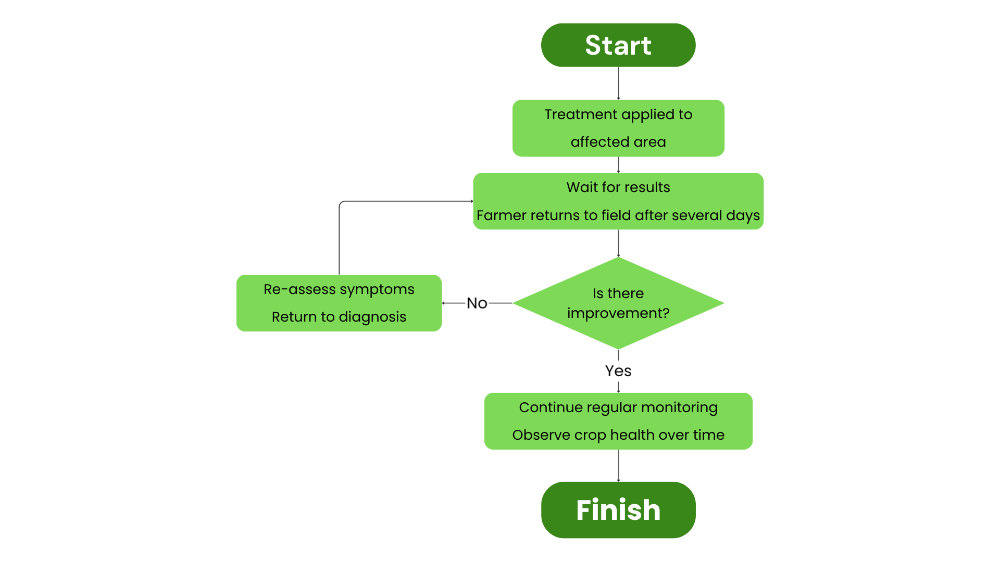 Start
Treatment applied to
affected area
Wait for results
Farmer returns to field after several days
Is there
improvement?
No
Re-assess symptoms
Return to diagnosis
Yes
Continue regular monitoring
Observe crop health over time
Finish